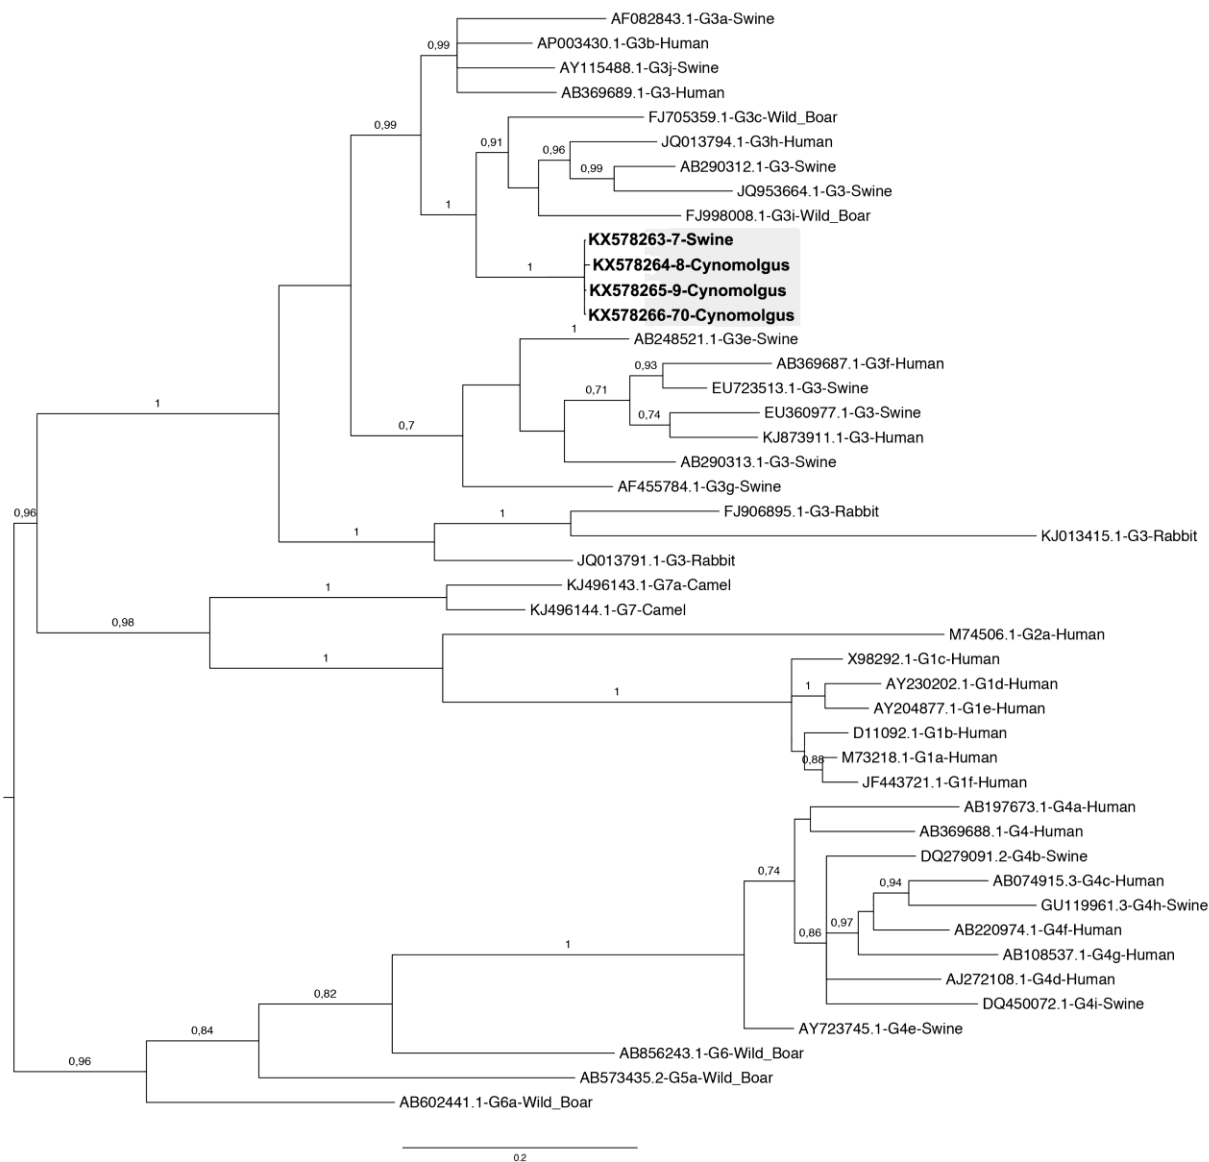 AF082843.1-G3a-Swine
0,99
AP003430.1-G3b-Human
AY115488.1-G3j-Swine
AB369689.1-G3-Human
0,99
FJ705359.1-G3c-Wild_Boar
0,91
JQ013794.1-G3h-Human
0,96
AB290312.1-G3-Swine
0,99
JQ953664.1-G3-Swine
1
FJ998008.1-G3i-Wild_Boar
KX578263-7-Swine
1
KX578264-8-Cynomolgus
KX578265-9-Cynomolgus
KX578266-70-Cynomolgus
1
AB248521.1-G3e-Swine
0,93
AB369687.1-G3f-Human
EU723513.1-G3-Swine
0,71
1
EU360977.1-G3-Swine
0,74
0,7
KJ873911.1-G3-Human
AB290313.1-G3-Swine
AF455784.1-G3g-Swine
0,96
1
FJ906895.1-G3-Rabbit
1
KJ013415.1-G3-Rabbit
JQ013791.1-G3-Rabbit
1
KJ496143.1-G7a-Camel
KJ496144.1-G7-Camel
0,98
M74506.1-G2a-Human
1
X98292.1-G1c-Human
1
1
AY230202.1-G1d-Human
AY204877.1-G1e-Human
D11092.1-G1b-Human
0,88
M73218.1-G1a-Human
JF443721.1-G1f-Human
AB197673.1-G4a-Human
AB369688.1-G4-Human
DQ279091.2-G4b-Swine
0,74
0,94
AB074915.3-G4c-Human
GU119961.3-G4h-Swine
0,86
0,97
AB220974.1-G4f-Human
1
AB108537.1-G4g-Human
AJ272108.1-G4d-Human
0,82
DQ450072.1-G4i-Swine
0,84
AY723745.1-G4e-Swine
AB856243.1-G6-Wild_Boar
0,96
AB573435.2-G5a-Wild_Boar
AB602441.1-G6a-Wild_Boar
0.2